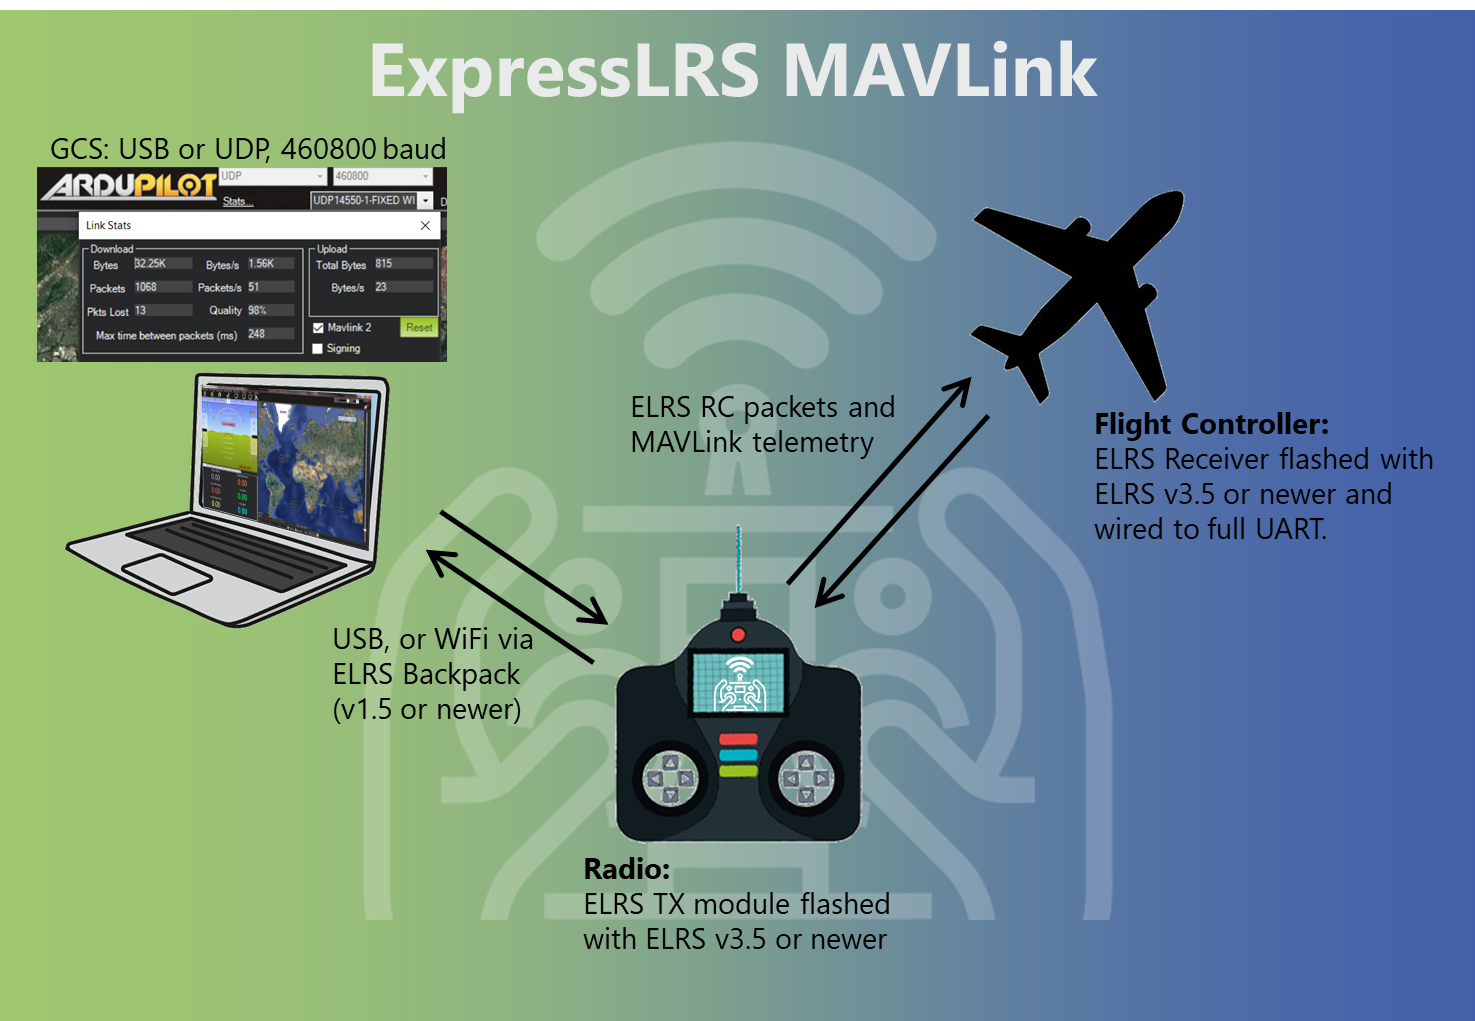 ExpressLRS MAVLink
GCS: USB or UDP, 460800 baud
ARDUPILOT
UDP
460800
Stats...
UDP14550-1-FIXED WI
D
Link Stats
Download
Bytes 32.25K Bytes/s 1.56K
Packets 1068 Packets/s 51
Pkts Lost 13 Quality 98%
Max time between packets (ms) 248
Upload
Total Bytes 815
Bytes/s 23
Mavlink 2
Reset
Signing
ELRS RC packets and
MAVLink telemetry
Flight Controller:
ELRS Receiver flashed with
ELRS v3.5 or newer and
wired to full UART.
USB, or WiFi via
ELRS Backpack
(v1.5 or newer)
Radio:
ELRS TX module flashed
with ELRS v3.5 or newer